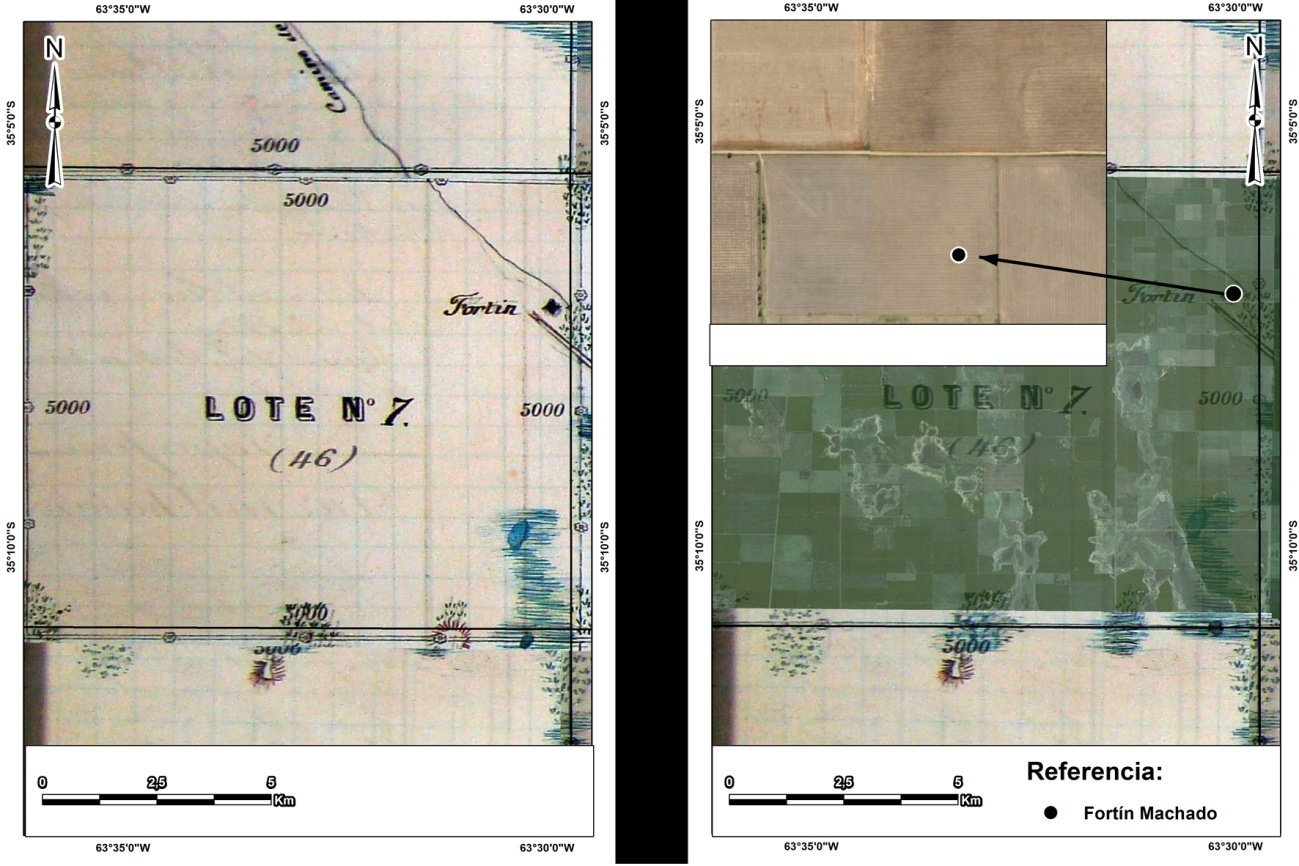 63°35'0"W
63°30'0"W
N
Camino de
35°5'0"S
35°5'0"S
5000
5000
Fortin
5000
LOTE Nº 7.
5000
(46)
35°10'0"S
35°10'0"S
5000
5000
0
2,5
5
Km
63°35'0"W
63°30'0"W
63°35'0"W
63°30'0"W
N
35°5'0"S
35°5'0"S
Fortin
5000
LOTE Nº 7.
5000
(46)
35°10'0"S
35°10'0"S
5000
0
2,5
5
Km
Referencia:
Fortín Machado
63°35'0"W
63°30'0"W